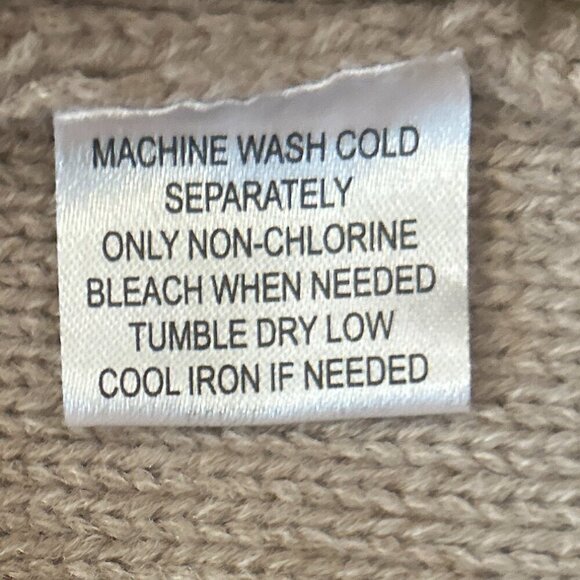 MACHINE WASH COLD
SEPARATELY
ONLY NON-CHLORINE
BLEACH WHEN NEEDED
TUMBLE DRY LOW
COOL IRON IF NEEDED